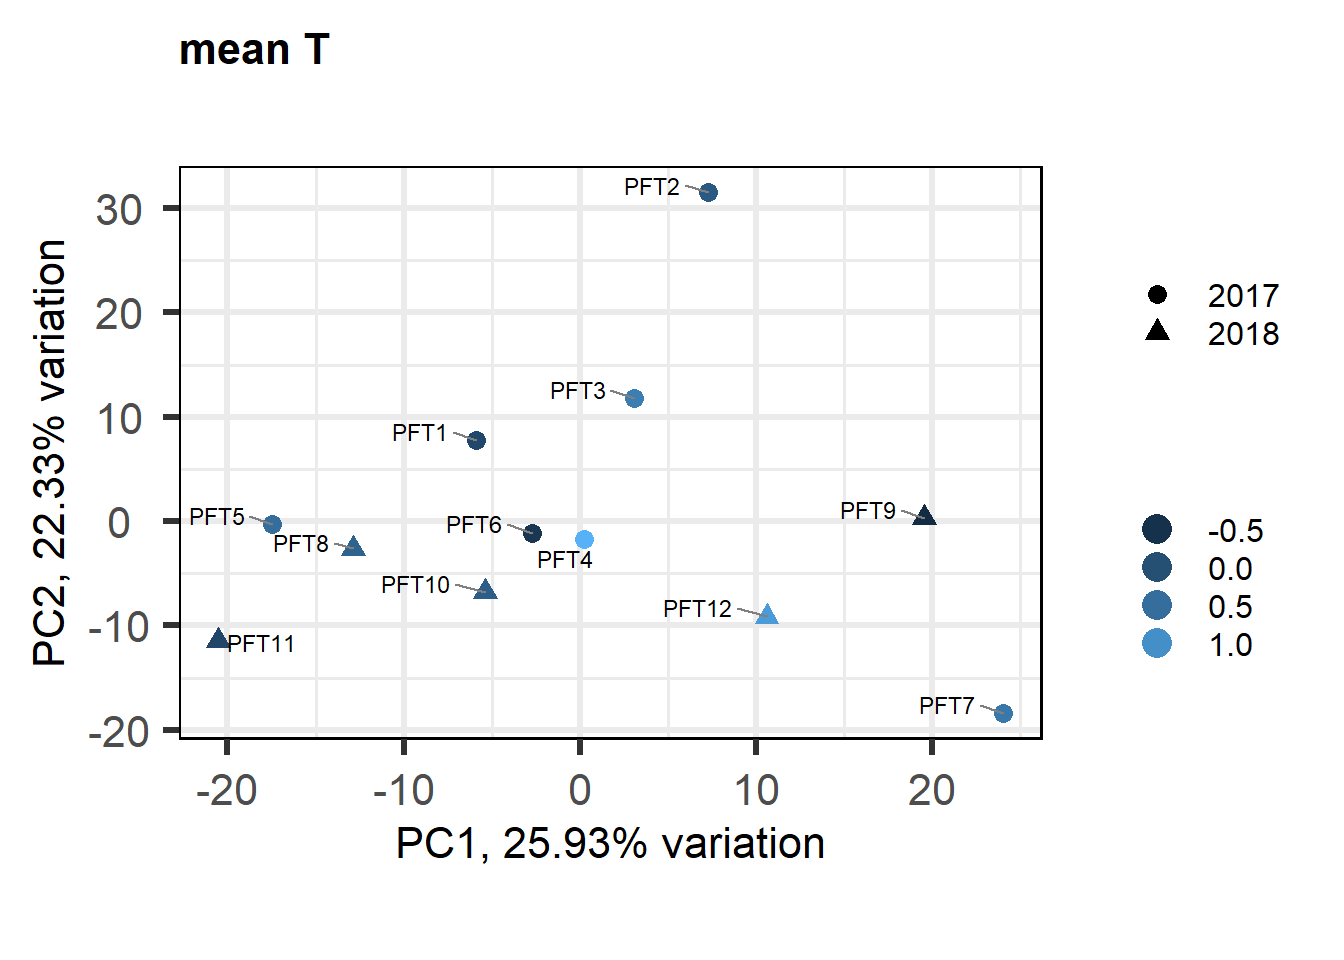 mean T
PC2, 22.33% variation
30
20
10
0
-10
-20
PFT2
PFT3
PFT1
PFT5
PFT6
PFT9
PFT8
PFT4
PFT10
PFT12
PFT11
PFT7
-20 -10 0 10 20
PC1, 25.93% variation
2017
2018
-0.5
0.0
0.5
1.0